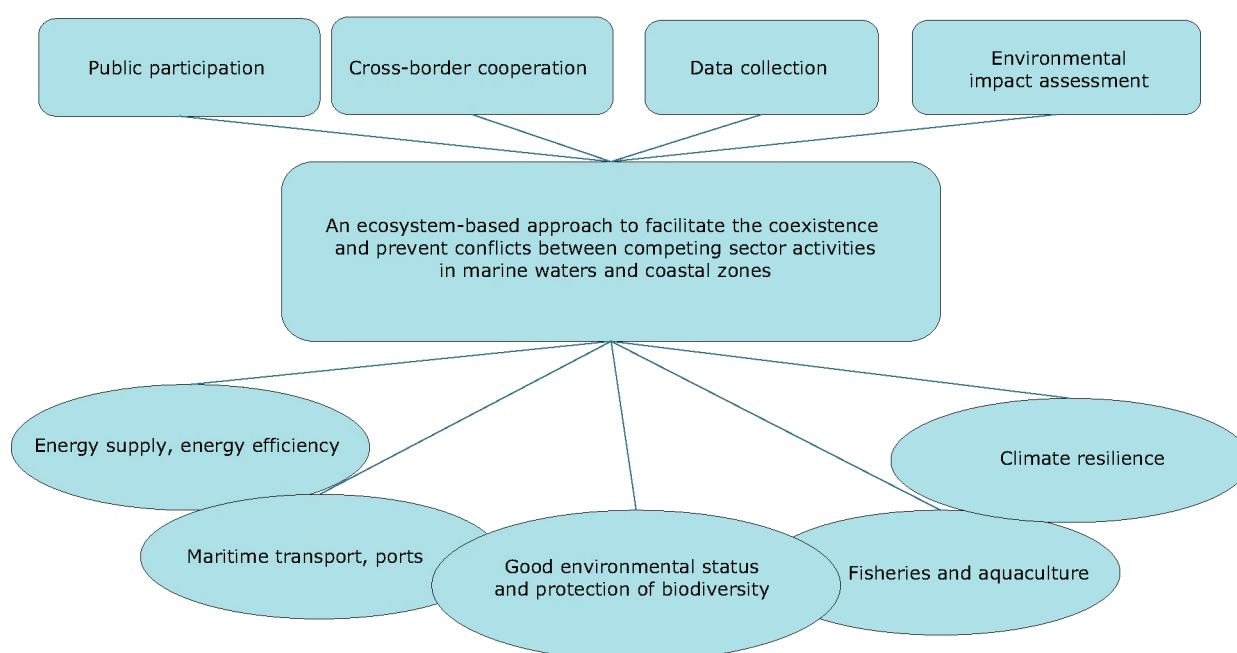 Public participation
Cross-border cooperation
Data collection
Environmental
impact assessment
An ecosystem-based approach to facilitate the coexistence
and prevent conflicts between competing sector activities
in marine waters and coastal zones
Energy supply, energy efficiency
Climate resilience
Maritime transport, ports
Good environmental status
and protection of biodiversity
Fisheries and aquaculture